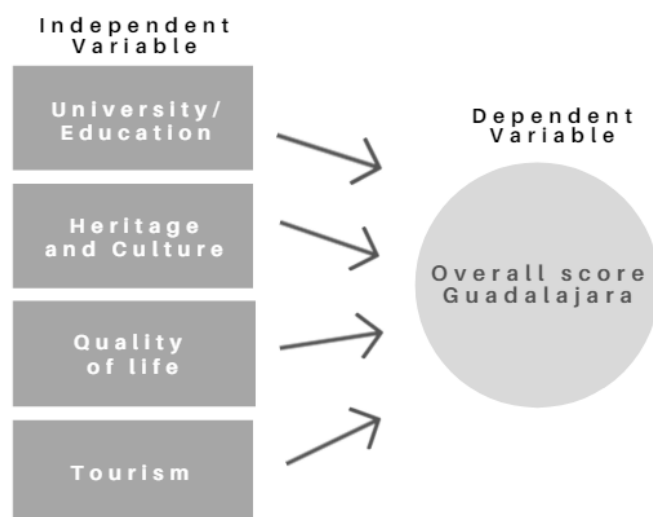 Independent
Variable
University/
Education
Heritage
and Culture
Quality
of life
Tourism
Dependent
Variable
Overall score
Guadalajara